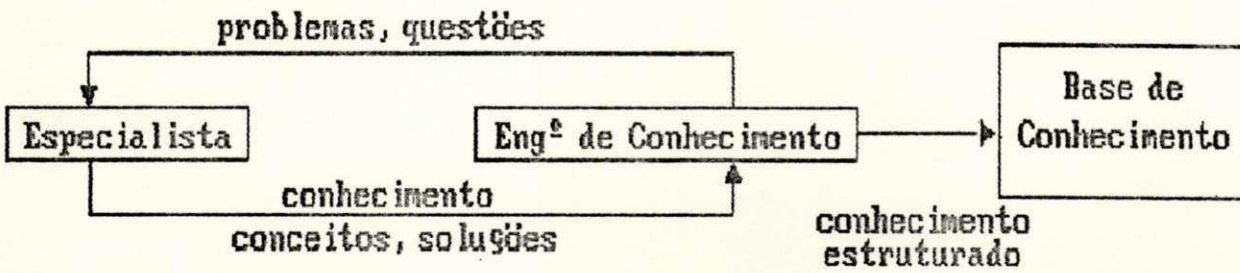 problemas, questões
Especialista
Engº de Conhecimento
Base de
Conhecimento
conhecimento
conceitos, soluções
conhecimento
estruturado